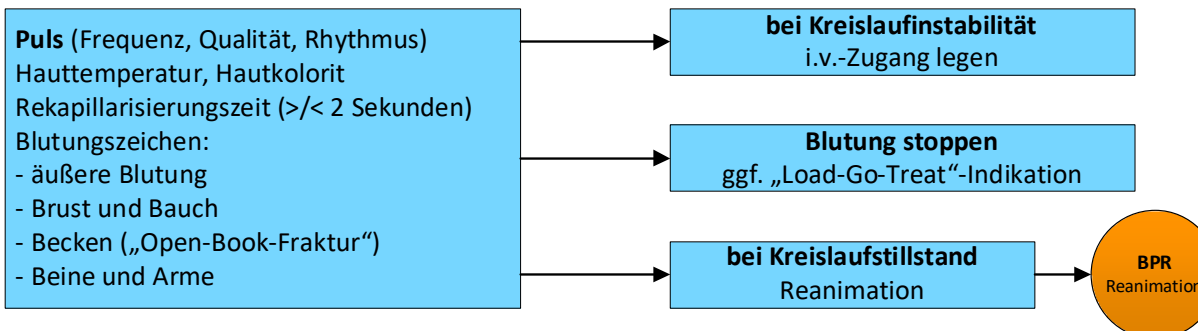 Puls (Frequenz, Qualität, Rhythmus)
Hauttemperatur, Hautkolorit
Rekapillarisierungszeit (>/< 2 Sekunden)
Blutungszeichen:
- äußere Blutung
- Brust und Bauch
- Becken („Open-Book-Fraktur“)
- Beine und Arme
bei Kreislaufinstabilität
i.v.-Zugang legen
Blutung stoppen
ggf. „Load-Go-Treat“-Indikation
bei Kreislaufstillstand
Reanimation
BPR
Reanimation